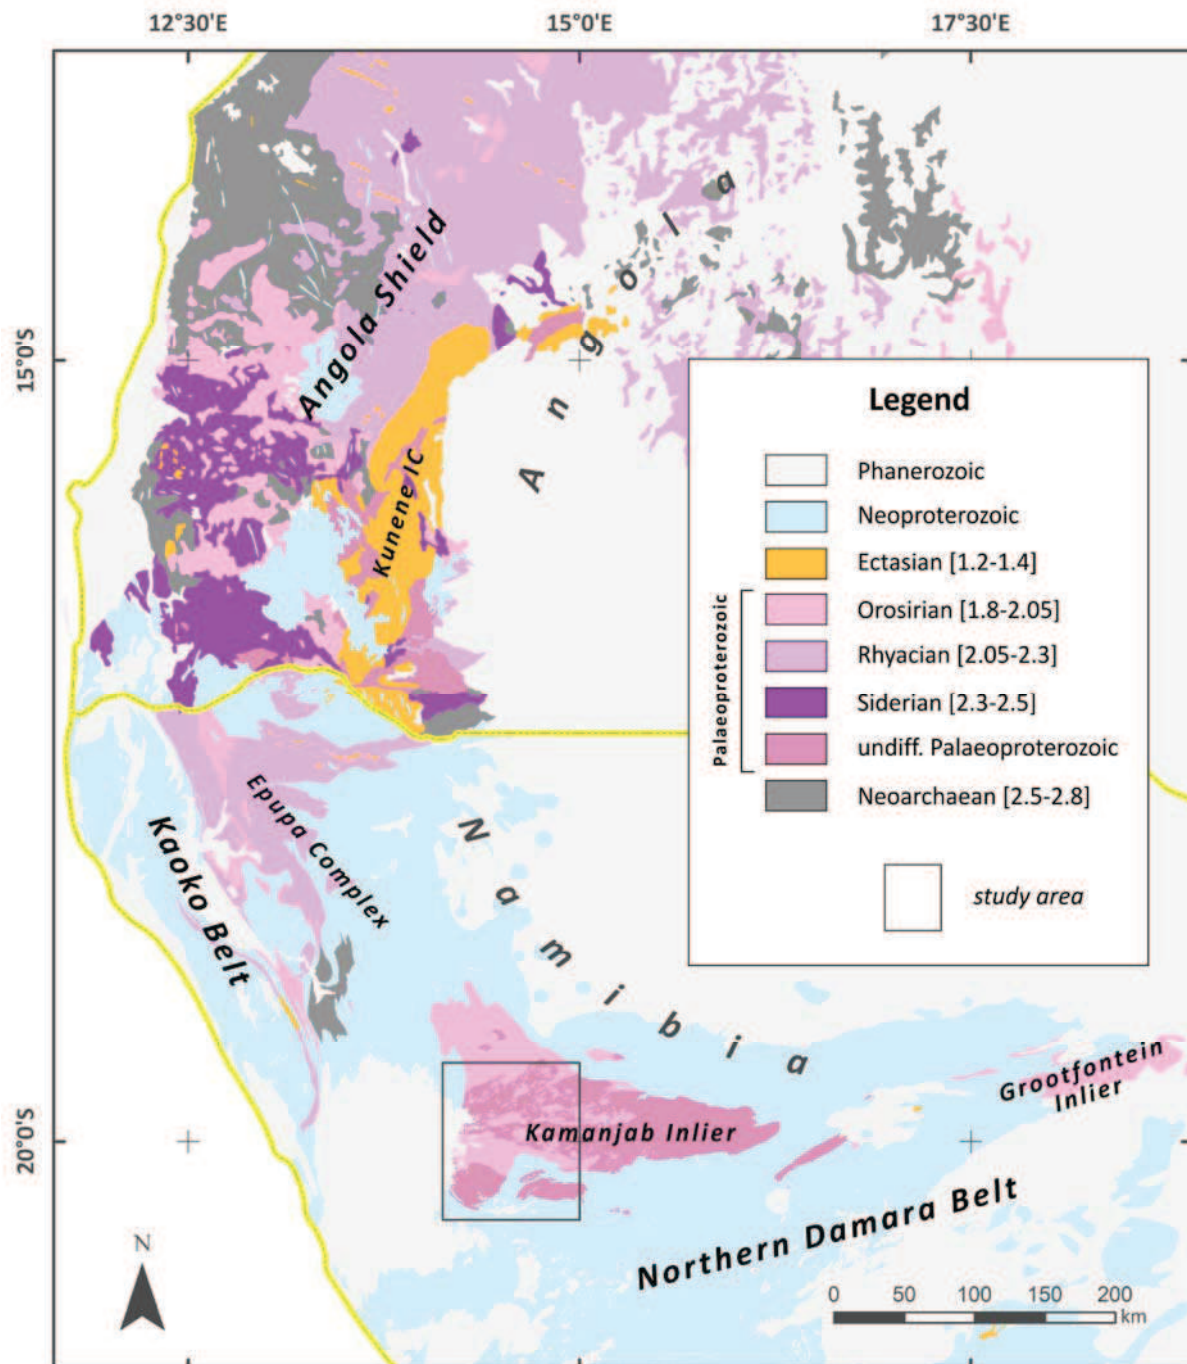 12°30'E
15°0'E
17°30'E
15°0'S
20°0'S
Angola Shield
Angola
Kunene IC
Legend
Phanerozoic
Neoproterozoic
Ectasian [1.2-1.4]
Palaeoproterozoic
Orosirian [1.8-2.05]
Rhyacian [2.05-2.3]
Siderian [2.3-2.5]
undiff. Palaeoproterozoic
Neoarchaean [2.5-2.8]
study area
Epupa Complex
Kaoko Belt
Namibia
Grootfontein
Inlier
Kamanjab Inlier
Northern Damara Belt
N
0 50 100 150 200
km